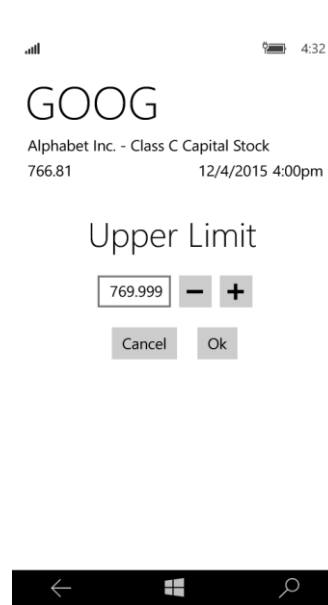 4:32
GOOG
Alphabet Inc. - Class C Capital Stock
766.81 12/4/2015 4:00pm
Upper Limit
769.999 − +
Cancel Ok